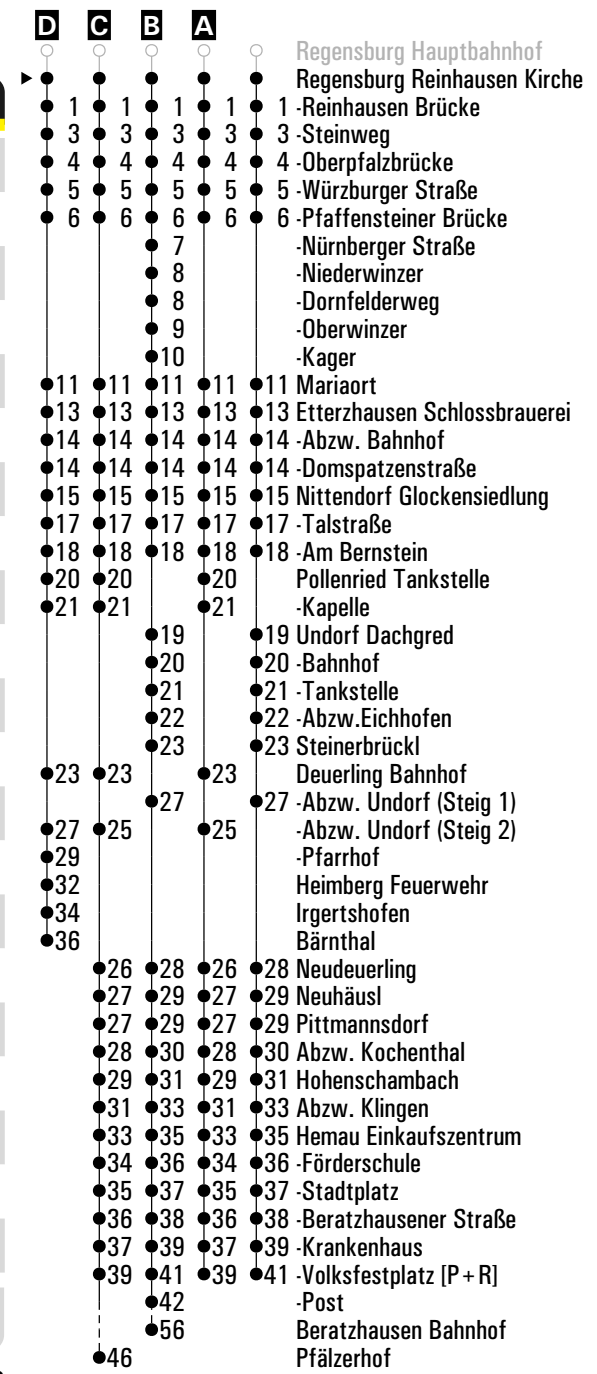 D C B A
Regensburg Hauptbahnhof
Regensburg Reinhausen Kirche
1 1 1 1 1 -Reinhausen Brücke
3 3 3 3 3 -Steinweg
4 4 4 4 4 -Oberpfalzbrücke
5 5 5 5 5 -Würzburger Straße
6 6 6 6 6 -Pfaffensteiner Brücke
7 -Nürnberger Straße
8 -Niederwinzer
8 -Dornfelderweg
9 -Oberwinzer
10 -Kager
11 11 11 11 11 Mariaort
13 13 13 13 13 Etterzhausen Schlossbrauerei
14 14 14 14 14 -Abzw. Bahnhof
14 14 14 14 14 -Domspatzenstraße
15 15 15 15 15 Nittendorf Glockensiedlung
17 17 17 17 17 -Talstraße
18 18 18 18 18 -Am Bernstein
20 20 20 Pollenried Tankstelle
21 21 21 -Kapelle
19 19 Undorf Dachgred
20 20 -Bahnhof
21 21 -Tankstelle
22 22 -Abzw.Eichhofen
23 23 Steinerbrückl
23 23 23 Deuerling Bahnhof
27 27 -Abzw. Undorf (Steig 1)
27 25 25 -Abzw. Undorf (Steig 2)
29 -Pfarrhof
32 Heimberg Feuerwehr
34 Irgertshofen
36 Bärnthal
26 28 26 28 Neudeuerling
27 29 27 29 Neuhäusl
27 29 27 29 Pittmannsdorf
28 30 28 30 Abzw. Kochenthal
29 31 29 31 Hohenschambach
31 33 31 33 Abzw. Klingen
33 35 33 35 Hemau Einkaufszentrum
34 36 34 36 -Förderschule
35 37 35 37 -Stadtplatz
36 38 36 38 -Beratzhausener Straße
37 39 37 39 -Krankenhaus
39 41 39 41 -Volksfestplatz [P+R]
42 -Post
56 Beratzhausen Bahnhof
46 Pfälzerhof